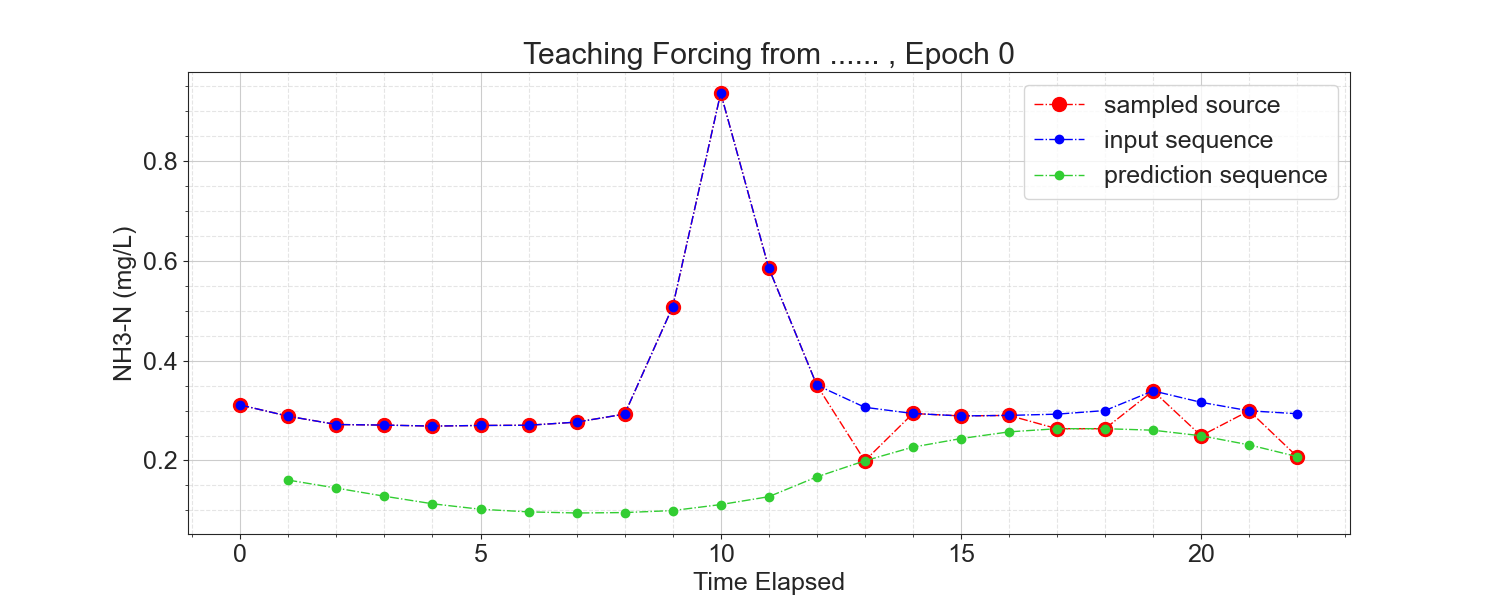 Teaching Forcing from ...... , Epoch 0
sampled source
input sequence
prediction sequence
NH3-N (mg/L)
0.8
0.6
0.4
0.2
0
5
10
15
20
Time Elapsed